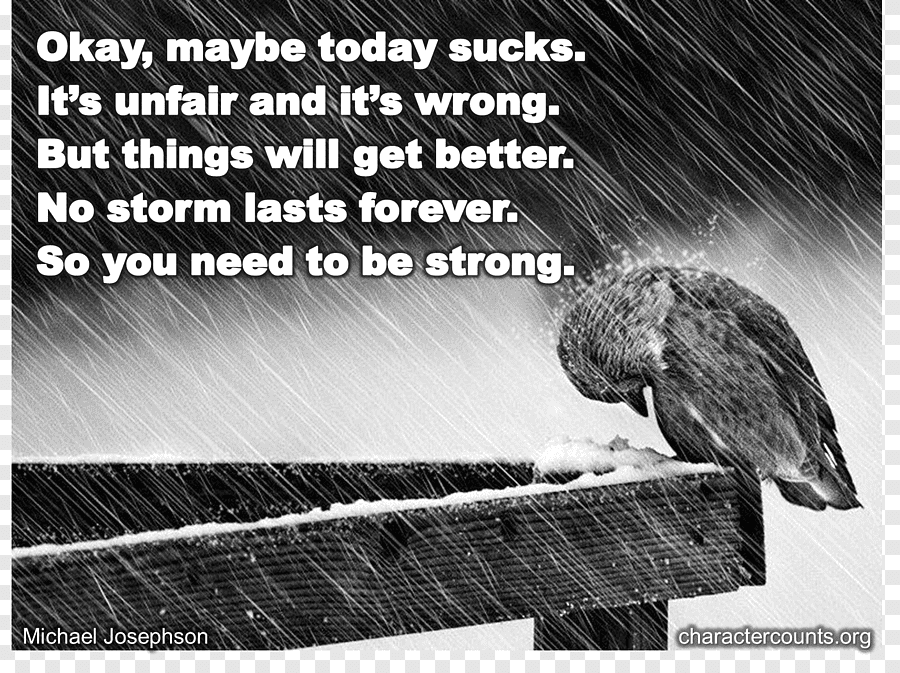 Okay, maybe today sucks.
It’s unfair and it’s wrong.
But things will get better.
No storm lasts forever.
So you need to be strong.
Michael Josephson
charactercounts.org